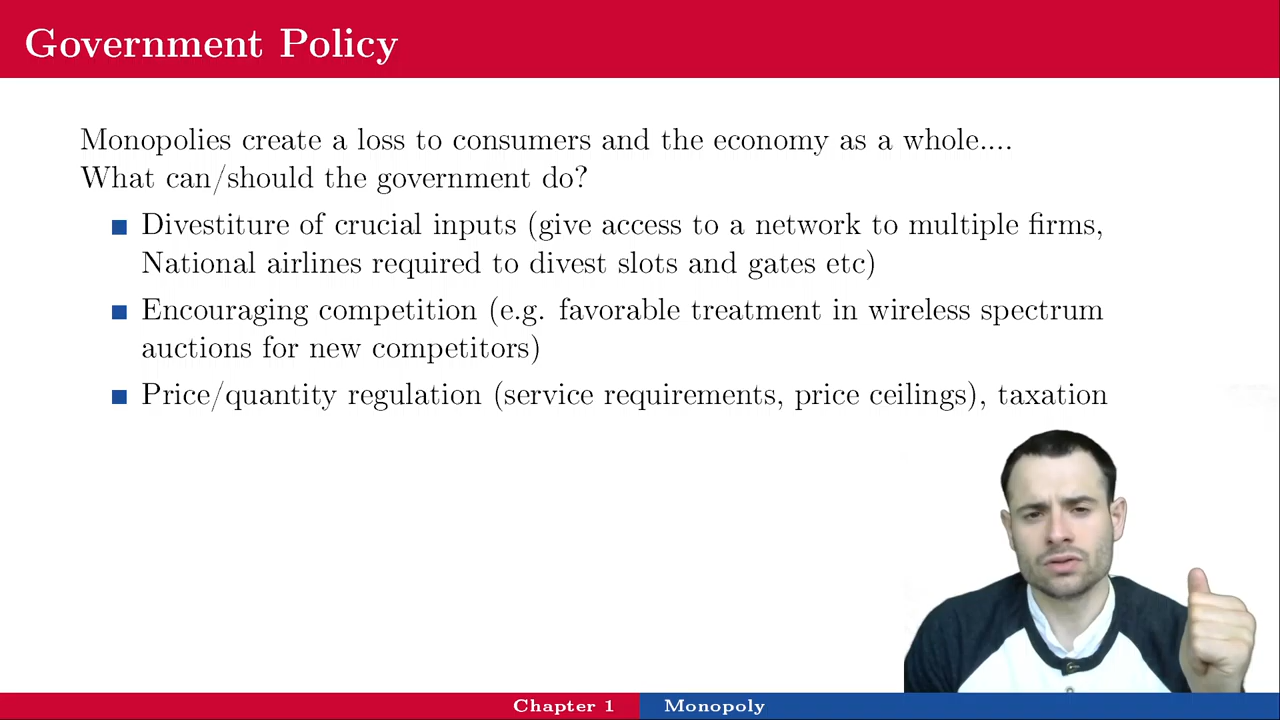 Government Policy
Monopolies create a loss to consumers and the economy as a whole....
What can/should the government do?
Divestiture of crucial inputs (give access to a network to multiple firms,
National airlines required to divest slots and gates etc)
Encouraging competition (e.g. favorable treatment in wireless spectrum
auctions for new competitors)
Price/quantity regulation (service requirements, price ceilings), taxation
Chapter 1 Monopoly